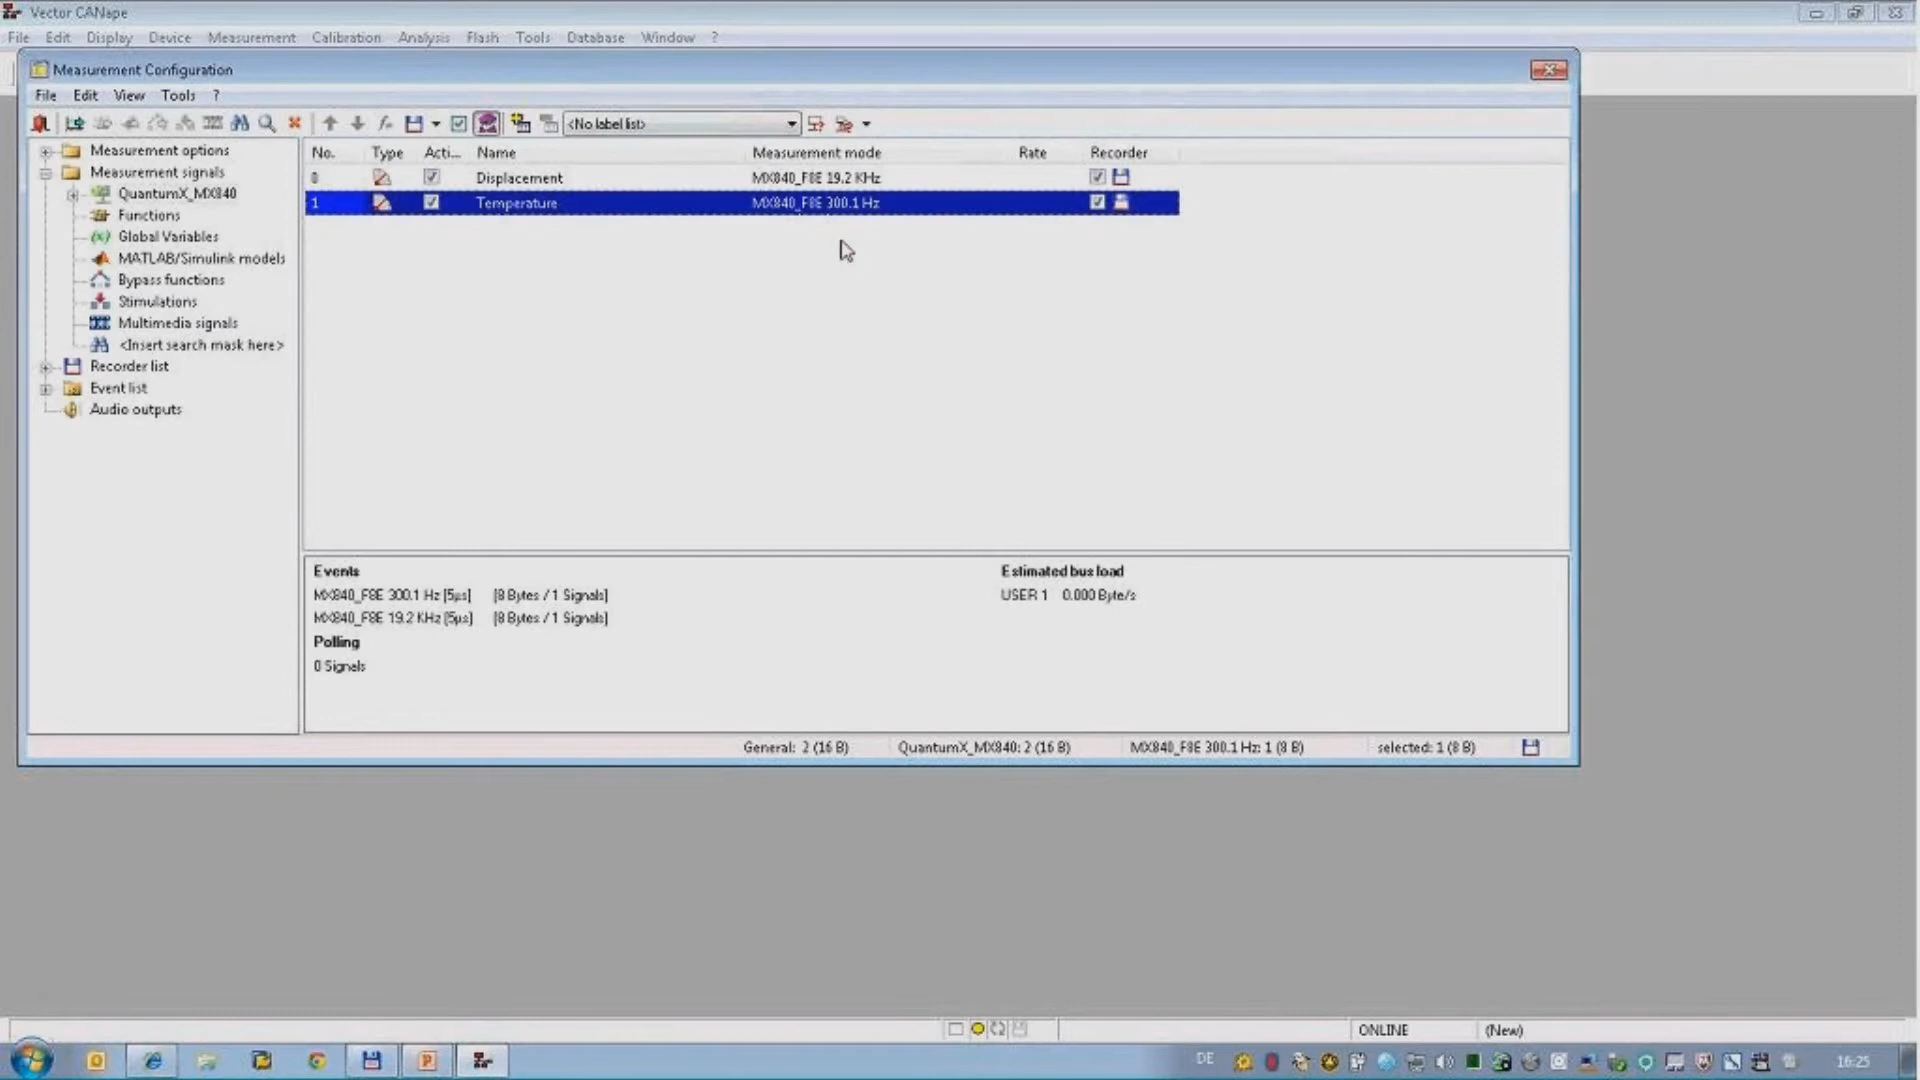 Vector CANape
File Edit Display Device Measurement Calibration Analysis Flash Tools Database Window ?
Measurement Configuration
File Edit View Tools ?
<No label list>
Measurement options
Measurement signals
QuantumX_MX840
Functions
Global Variables
MATLAB/Simulink models
Bypass functions
Stimulations
Multimedia signals
<Insert search mask here>
Recorder list
Event list
Audio outputs
No. Type Acti... Name Measurement mode Rate Recorder
0 Displacement MX840_F8E 19.2 KHz
1 Temperature MX840_F8E 300.1 Hz
Events
MX840_F8E 300.1 Hz [5µs] [8 Bytes / 1 Signals]
MX840_F8E 19.2 KHz [5µs] [8 Bytes / 1 Signals]
Polling
0 Signals
Estimated bus load
USER 1 0.000 Byte/s
General: 2 (16 B) QuantumX_MX840: 2 (16 B) MX840_F8E 300.1 Hz: 1 (8 B) selected: 1 (8 B)
ONLINE (New)
DE 16:25